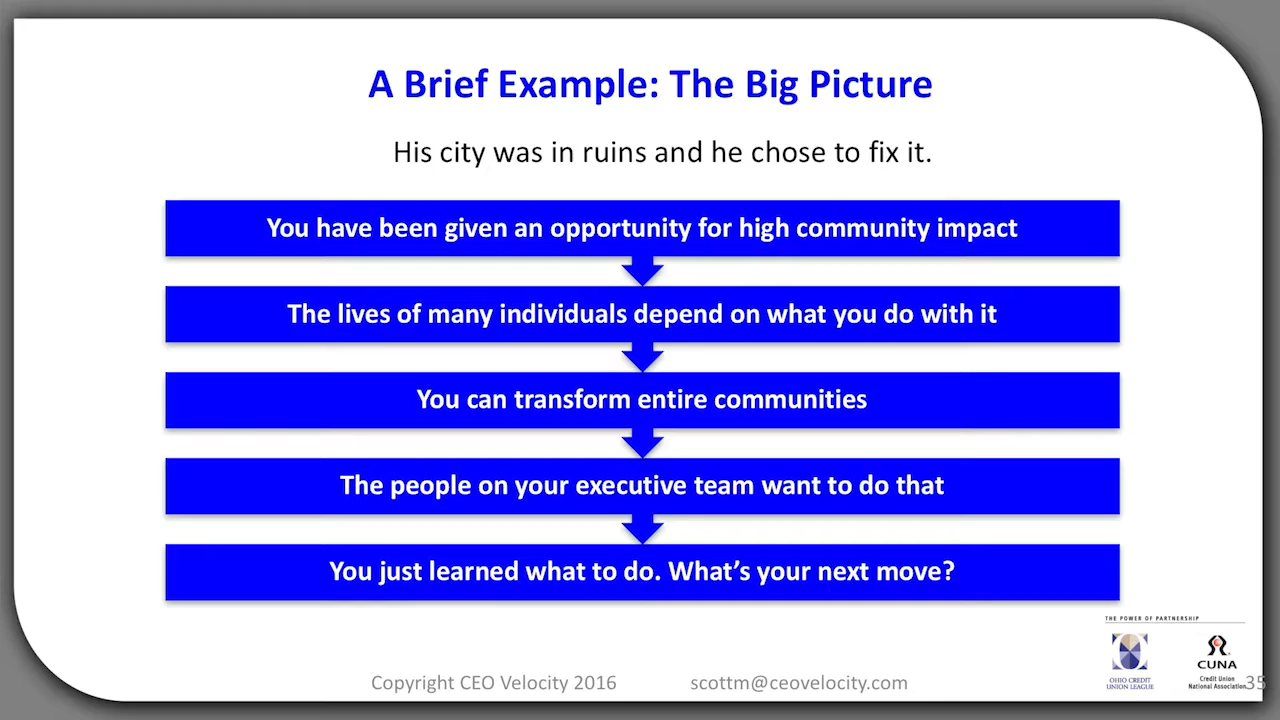 A Brief Example: The Big Picture
His city was in ruins and he chose to fix it.
You have been given an opportunity for high community impact
The lives of many individuals depend on what you do with it
You can transform entire communities
The people on your executive team want to do that
You just learned what to do. What’s your next move?
THE POWER OF PARTNERSHIP
OHIO CREDIT
UNION LEAGUE
CUNA
Credit Union
National Association
Copyright CEO Velocity 2016
scottm@ceovelocity.com
35